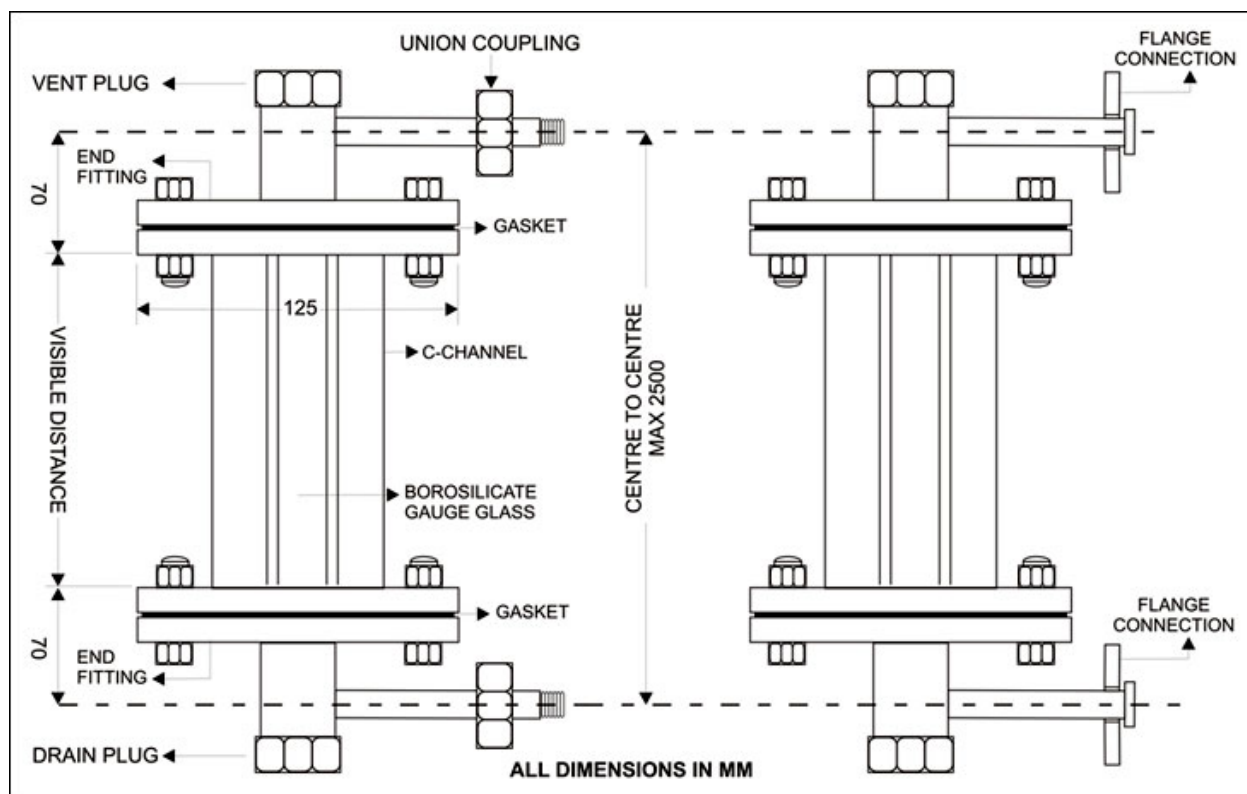 UNION COUPLING
FLANGE
CONNECTION
VENT PLUG
END
FITTING
70
GASKET
125
VISIBLE DISTANCE
C-CHANNEL
CENTRE TO CENTRE
MAX 2500
BOROSILICATE
GAUGE GLASS
GASKET
FLANGE
CONNECTION
70
END
FITTING
DRAIN PLUG
ALL DIMENSIONS IN MM